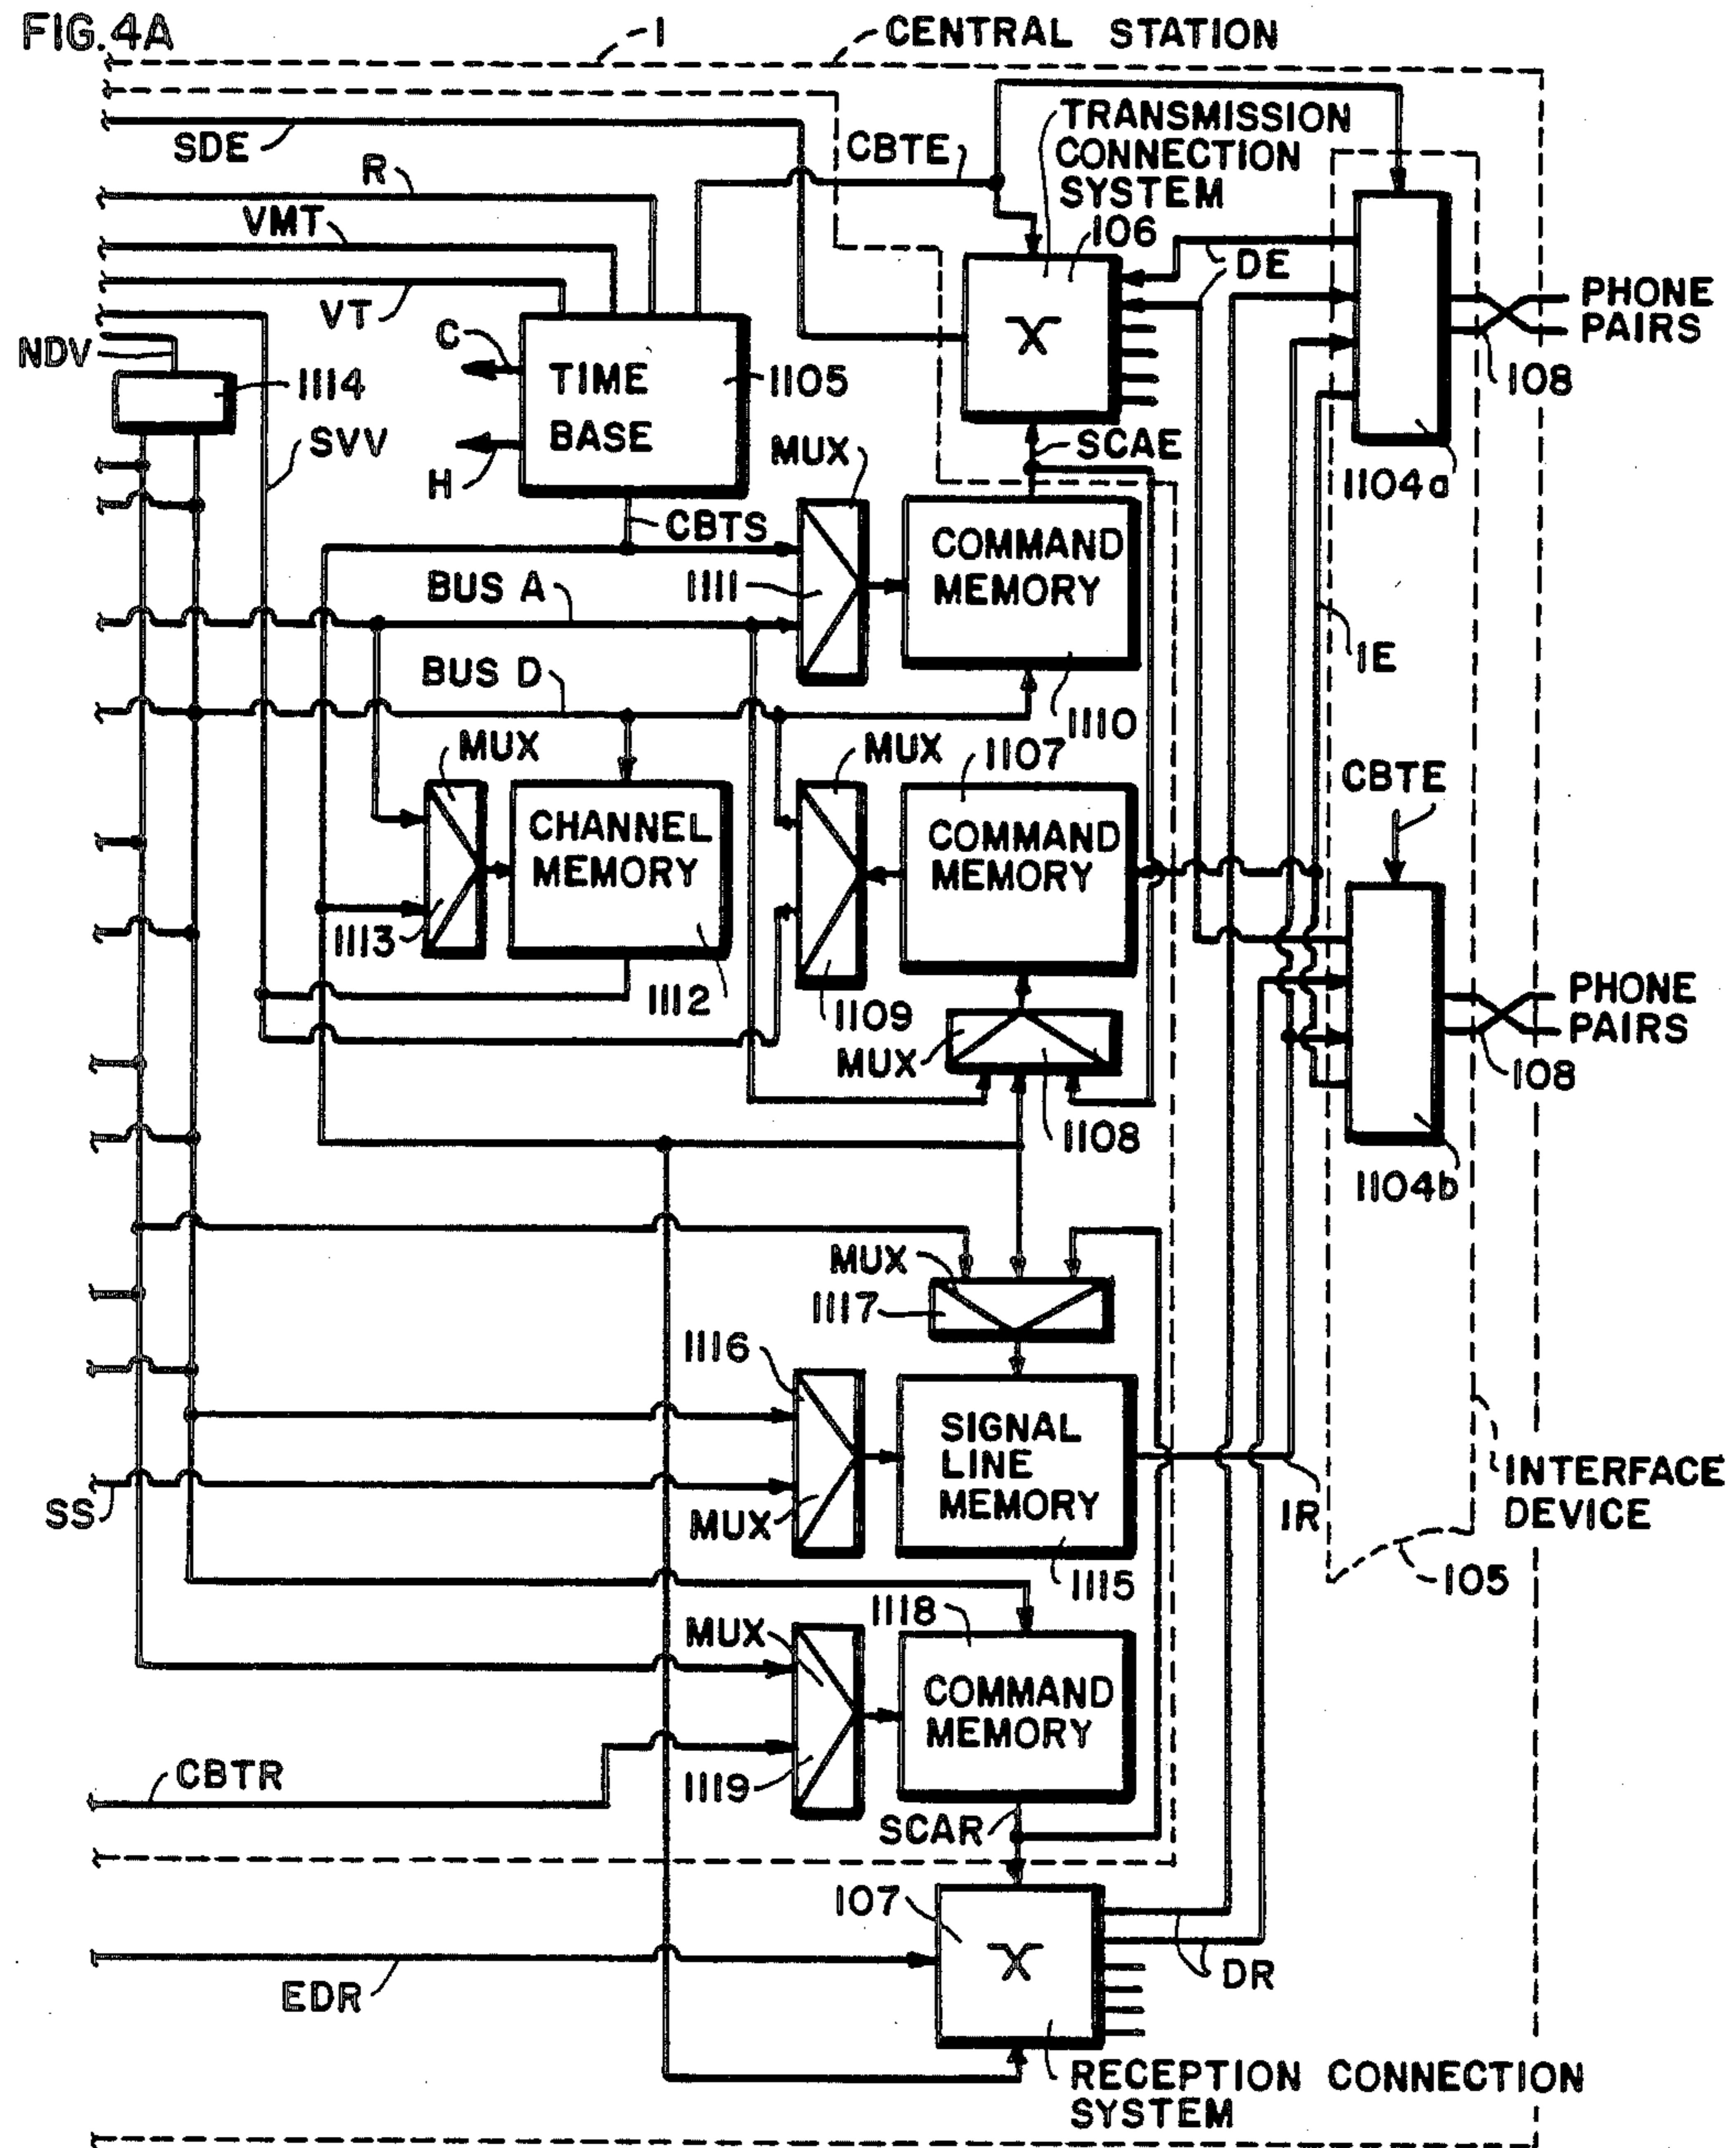 FIG. 4A
1
CENTRAL STATION
SDE
R
VMT
VT
NDV
1114
SVV
C
H
TIME
BASE
1105
CBTE
TRANSMISSION
CONNECTION
SYSTEM
106
DE
PHONE
PAIRS
108
1104a
SCAE
CBTS
MUX
1111
COMMAND
MEMORY
1110
BUS A
BUS D
1E
MUX
1113
CHANNEL
MEMORY
1112
MUX
1109
1107
COMMAND
MEMORY
MUX
1108
CBTE
PHONE
PAIRS
108
1104b
MUX
1117
1116
MUX
SS
SIGNAL
LINE
MEMORY
1115
1R
INTERFACE
DEVICE
105
1118
MUX
1119
COMMAND
MEMORY
CBTR
SCAR
107
EDR
DR
RECEPTION CONNECTION
SYSTEM